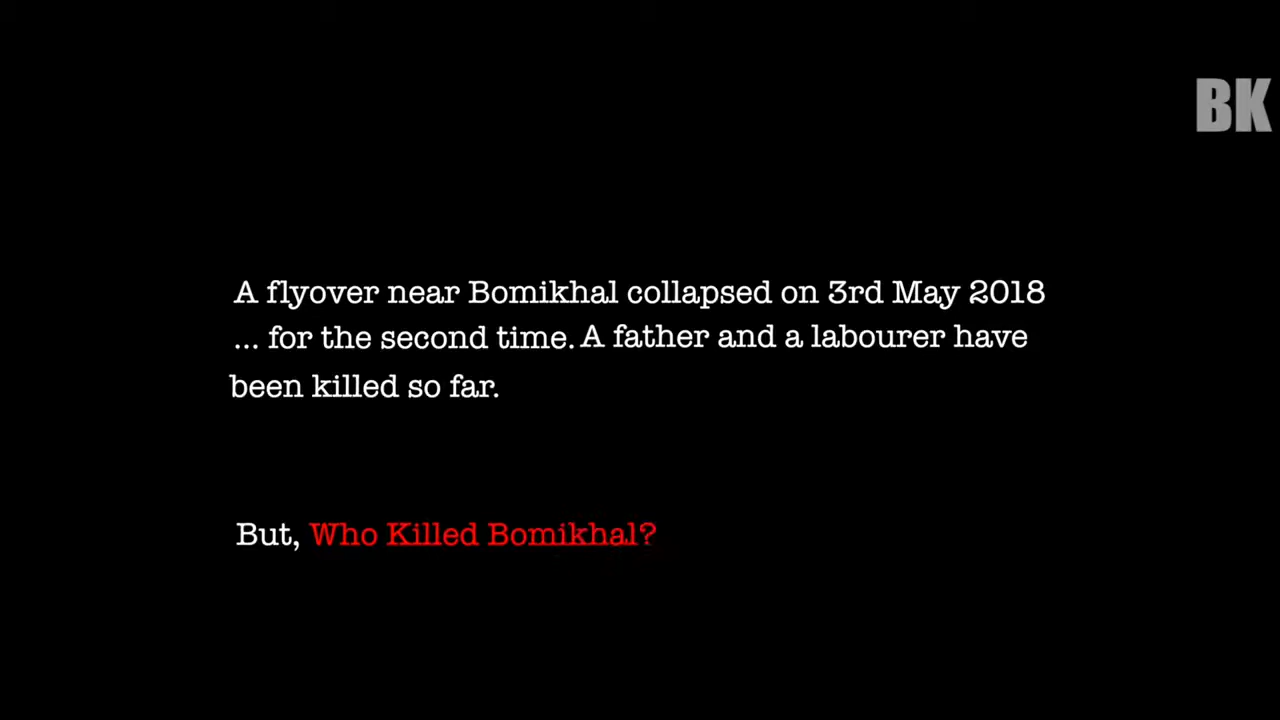 BK
A flyover near Bomikhal collapsed on 3rd May 2018
... for the second time. A father and a labourer have
been killed so far.
But, Who Killed Bomikhal?